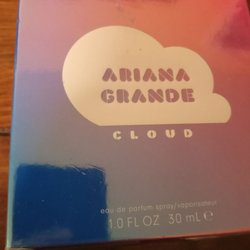 ARIANA
GRANDE
CLOUD
eau de parfum spray/vaporisateur
1.0 FL OZ 30 mL ℮